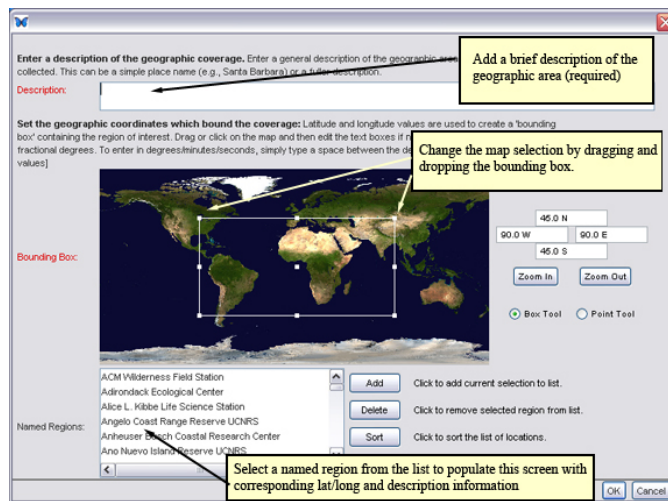 Enter a description of the geographic coverage. Enter a general description of the geographic are
collected. This can be a simple place name (e.g., Santa Barbara) or a fuller description.
Add a brief description of the
geographic area (required)
Description:
Set the geographic coordinates which bound the coverage: Latitude and longitude values are used to create a 'bounding
box' containing the region of interest. Drag or click on the map and then edit the text boxes if
fractional degrees. To enter in degrees/minutes/seconds, simply type a space between the
values]
Change the map selection by dragging and
dropping the bounding box.
Bounding Box:
45.0 N
90.0 W
90.0 E
45.0 S
Zoom In
Zoom Out
Box Tool
Point Tool
Named Regions:
ACM Wilderness Field Station
Adirondack Ecological Center
Alice L. Kibbe Life Science Station
Angelo Coast Range Reserve UCNRS
Anheuser Busch Coastal Research Center
Ano Nuevo Island Reserve UCNRS
Add
Click to add current selection to list.
Delete
Click to remove selected region from list.
Sort
Click to sort the list of locations.
Select a named region from the list to populate this screen with
corresponding lat/long and description information
OK
Cancel